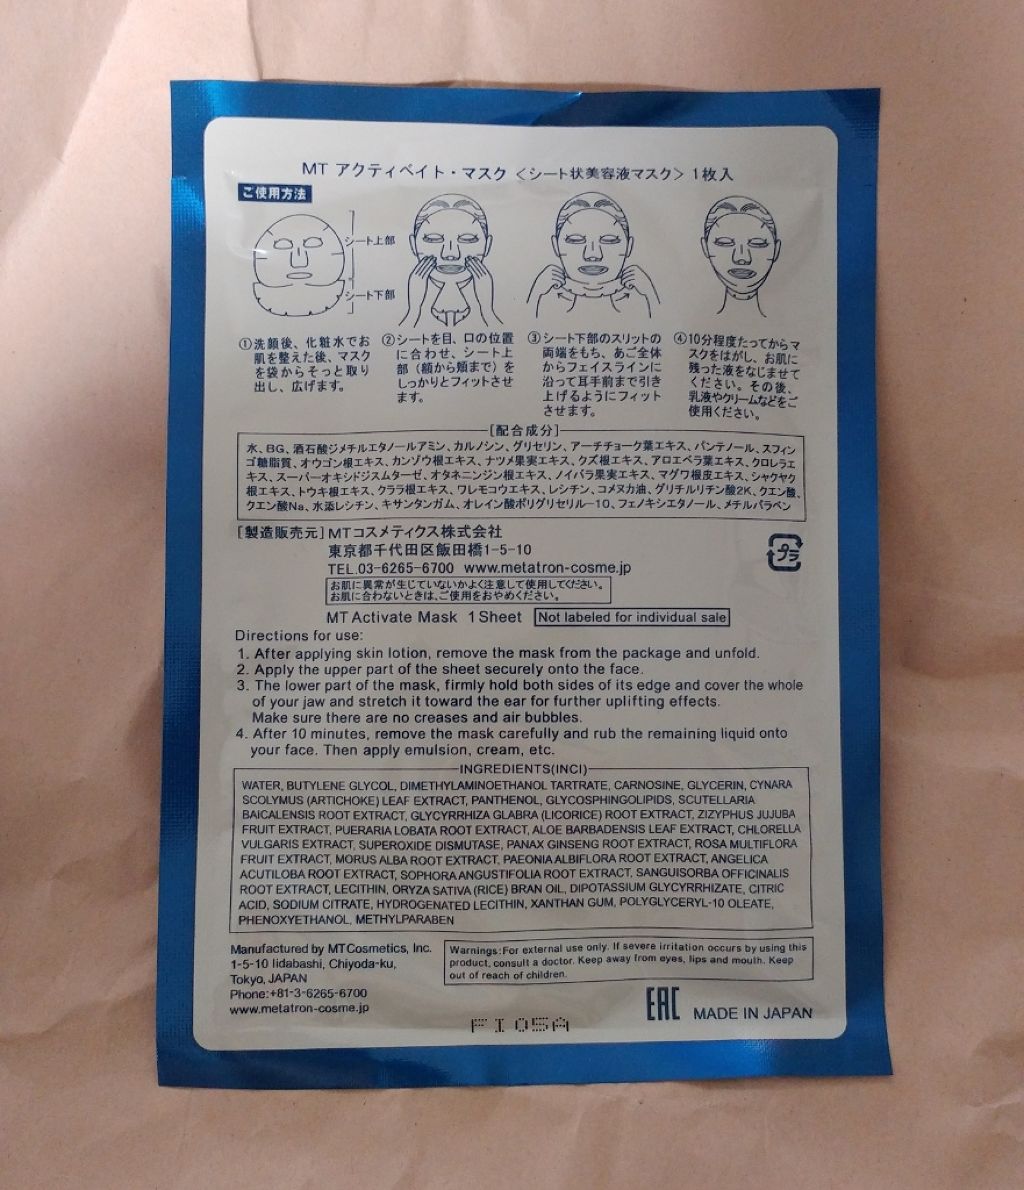 MT アクティベイト・マスク <シート状美容液マスク> 1枚入
ご使用方法
シート上部
シート下部
①洗顔後、化粧水でお
肌を整えた後、マスク
を袋からそっと取り
出し、広げます。
②シートを目、口の位置
に合わせ、シート上
部（額から頬まで）を
しっかりとフィットさせ
ます。
③シート下部のスリットの
両端をもち、あご全体
からフェイスラインに
沿って耳手前まで引き
上げるようにフィット
させます。
④10分程度たってからマ
スクをはがし、お肌に
残った液をなじませて
ください。その後、
乳液やクリームなどをご
使用ください。
[配合成分]
水、BG、酒石酸ジメチルエタノールアミン、カルノシン、グリセリン、アーチチョーク葉エキス、パンテノール、スフィン
ゴ糖脂質、オウゴン根エキス、カンゾウ根エキス、ナツメ果実エキス、クズ根エキス、アロエベラ葉エキス、クロレラエ
キス、スーパーオキシドジスムターゼ、オタネニンジン根エキス、ノイバラ果実エキス、マグワ根皮エキス、シャクヤク
根エキス、トウキ根エキス、クララ根エキス、ワレモコウエキス、レシチン、コメヌカ油、グリチルリチン酸2K、クエン酸、
クエン酸Na、水添レシチン、キサンタンガム、オレイン酸ポリグリセリル-10、フェノキシエタノール、メチルパラベン
[製造販売元] MTコスメティクス株式会社
東京都千代田区飯田橋1-5-10
TEL.03-6265-6700 www.metatron-cosme.jp
プラ
お肌に異常が生じていないかよく注意して使用してください。
お肌に合わないときは、ご使用をおやめください。
MT Activate Mask 1 Sheet Not labeled for individual sale
Directions for use:
1. After applying skin lotion, remove the mask from the package and unfold.
2. Apply the upper part of the sheet securely onto the face.
3. The lower part of the mask, firmly hold both sides of its edge and cover the whole
of your jaw and stretch it toward the ear for further uplifting effects.
Make sure there are no creases and air bubbles.
4. After 10 minutes, remove the mask carefully and rub the remaining liquid onto
your face. Then apply emulsion, cream, etc.
INGREDIENTS(INCI)
WATER, BUTYLENE GLYCOL, DIMETHYLAMINOETHANOL TARTRATE, CARNOSINE, GLYCERIN, CYNARA
SCOLYMUS (ARTICHOKE) LEAF EXTRACT, PANTHENOL, GLYCOSPHINGOLIPIDS, SCUTELLARIA
BAICALENSIS ROOT EXTRACT, GLYCYRRHIZA GLABRA (LICORICE) ROOT EXTRACT, ZIZYPHUS JUJUBA
FRUIT EXTRACT, PUERARIA LOBATA ROOT EXTRACT, ALOE BARBADENSIS LEAF EXTRACT, CHLORELLA
VULGARIS EXTRACT, SUPEROXIDE DISMUTASE, PANAX GINSENG ROOT EXTRACT, ROSA MULTIFLORA
FRUIT EXTRACT, MORUS ALBA ROOT EXTRACT, PAEONIA ALBIFLORA ROOT EXTRACT, ANGELICA
ACUTILOBA ROOT EXTRACT, SOPHORA ANGUSTIFOLIA ROOT EXTRACT, SANGUISORBA OFFICINALIS
ROOT EXTRACT, LECITHIN, ORYZA SATIVA (RICE) BRAN OIL, DIPOTASSIUM GLYCYRRHIZATE, CITRIC
ACID, SODIUM CITRATE, HYDROGENATED LECITHIN, XANTHAN GUM, POLYGLYCERYL-10 OLEATE,
PHENOXYETHANOL, METHYLPARABEN
Manufactured by MTCosmetics, Inc.
1-5-10 Iidabashi, Chiyoda-ku,
Tokyo, JAPAN
Phone:+81-3-6265-6700
www.metatron-cosme.jp
Warnings:For external use only. If severe irritation occurs by using this
product, consult a doctor. Keep away from eyes, lips and mouth. Keep
out of reach of children.
EAC MADE IN JAPAN
FI05A